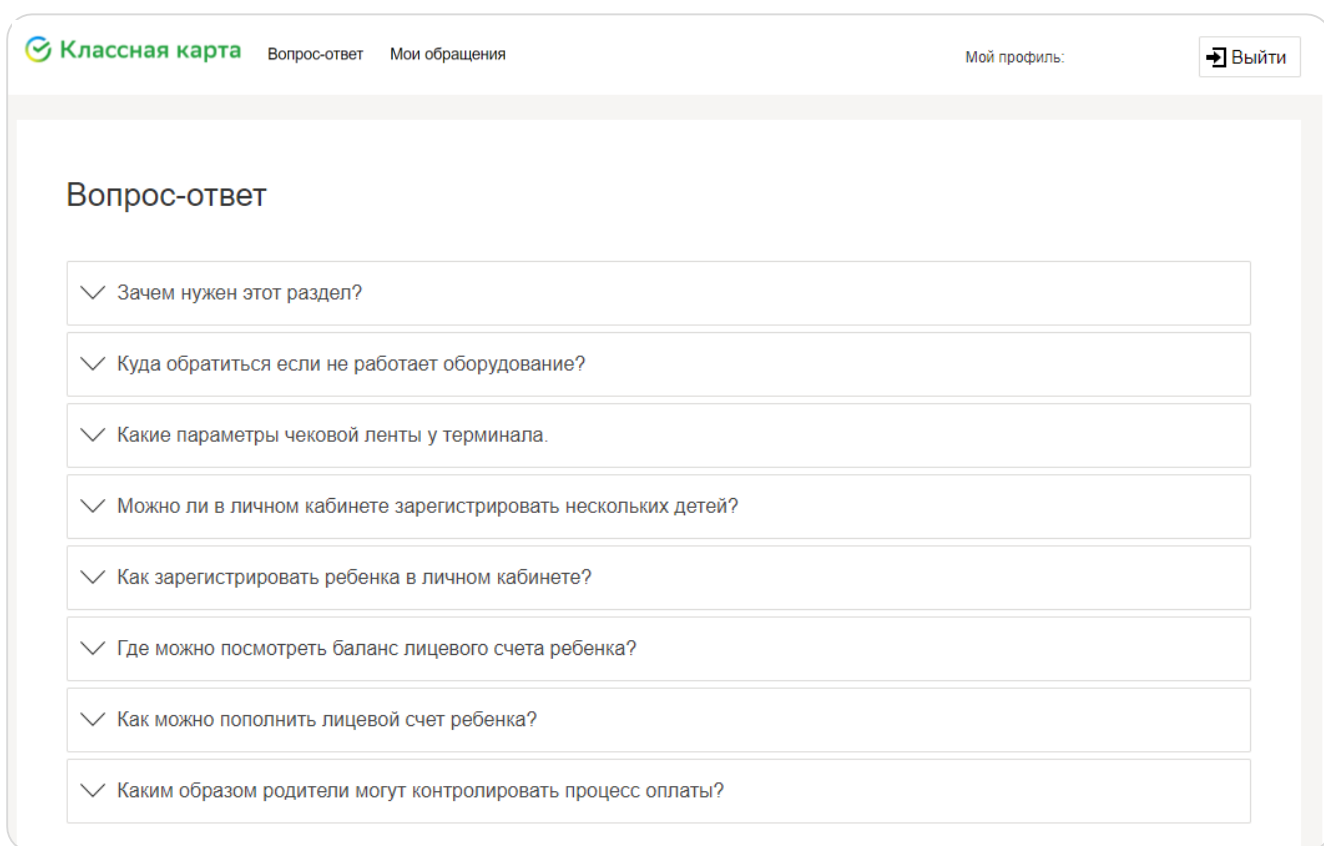 Классная карта Вопрос-ответ Мои обращения Мой профиль: Выйти
Вопрос-ответ
Зачем нужен этот раздел?
Куда обратиться если не работает оборудование?
Какие параметры чековой ленты у терминала.
Можно ли в личном кабинете зарегистрировать нескольких детей?
Как зарегистрировать ребенка в личном кабинете?
Где можно посмотреть баланс лицевого счета ребенка?
Как можно пополнить лицевой счет ребенка?
Каким образом родители могут контролировать процесс оплаты?